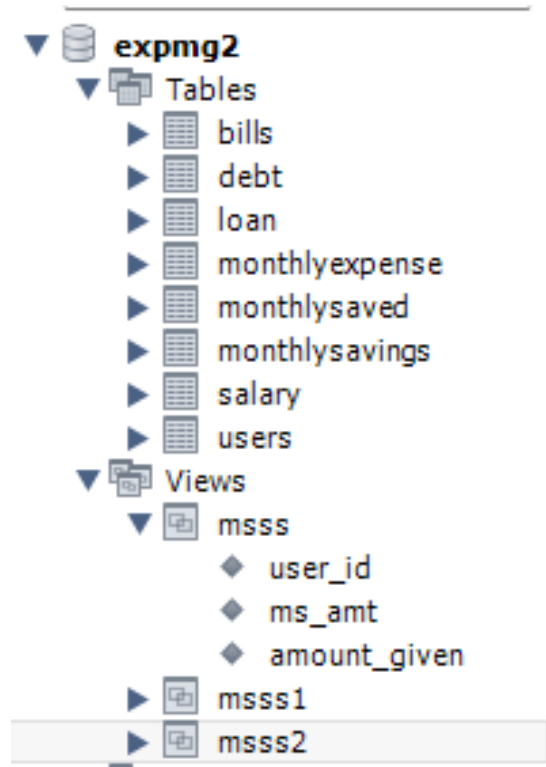 expmg2
Tables
bills
debt
loan
monthlyexpense
monthlysaved
monthlysavings
salary
users
Views
msss
user_id
ms_amt
amount_given
msss1
msss2